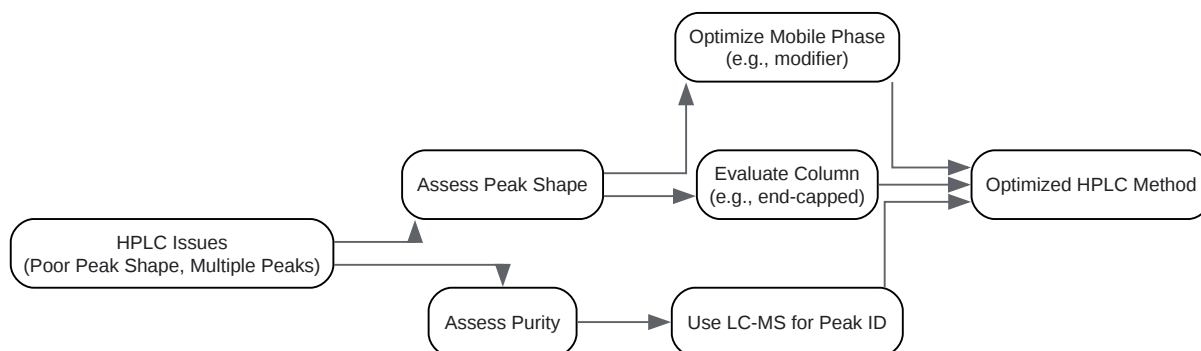 Optimize Mobile Phase
(e.g., modifier)
Assess Peak Shape
Evaluate Column
(e.g., end-capped)
Optimized HPLC Method
HPLC Issues
(Poor Peak Shape, Multiple Peaks)
Assess Purity
Use LC-MS for Peak ID